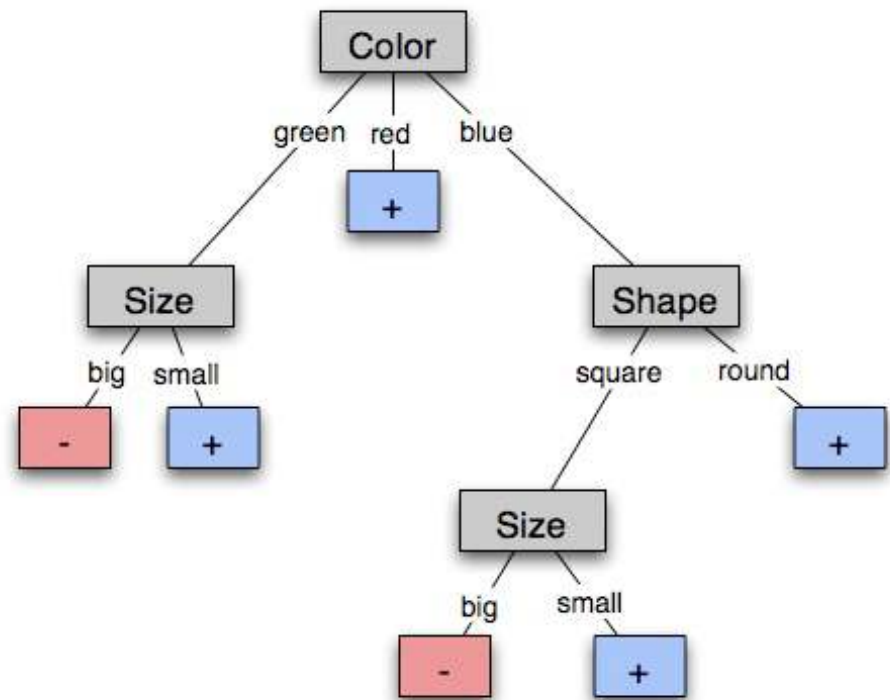 Color
green red blue
+
Size Shape
big small square round
- + +
Size
big small
- +